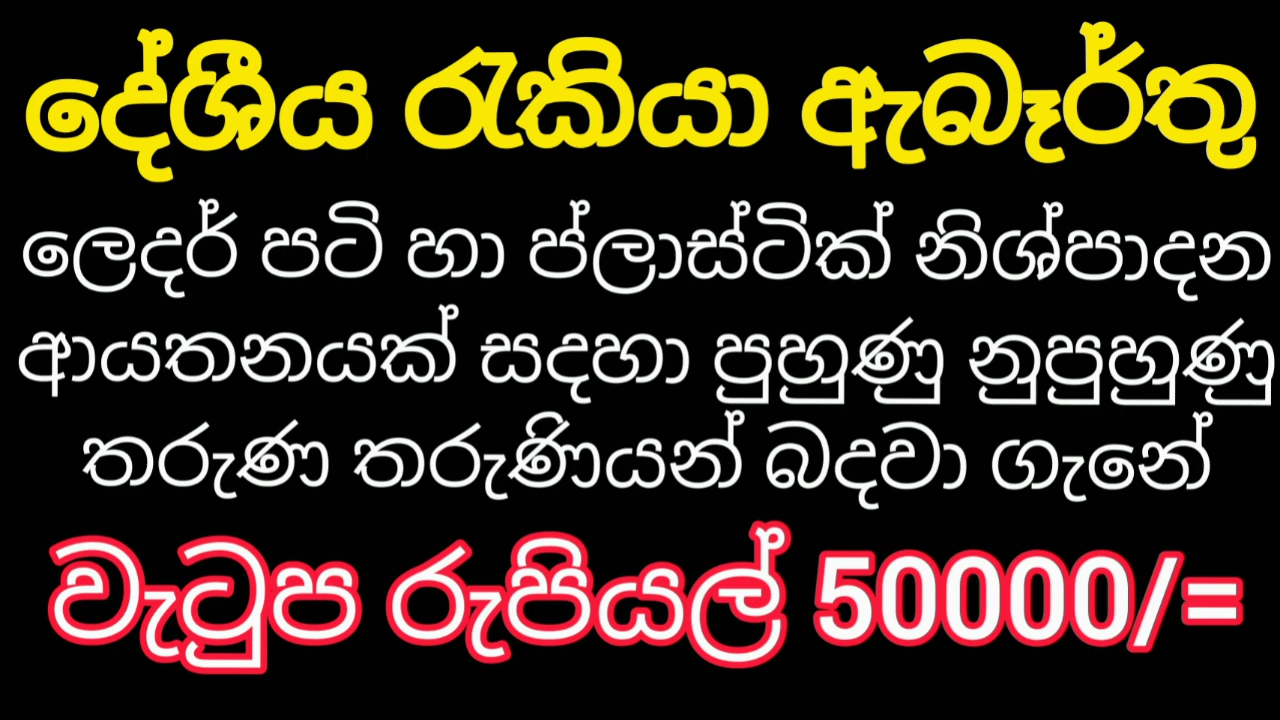 දේශීය රැකියා ඇබෑර්තු
ලෙදර් පටි හා ප්ලාස්ටික් නිශ්පාදන
ආයතනයක් සදහා පුහුණු නුපුහුණු
තරුණ තරුණියන් බදවා ගැනේ
වැටුප රුපියල් 50000/=